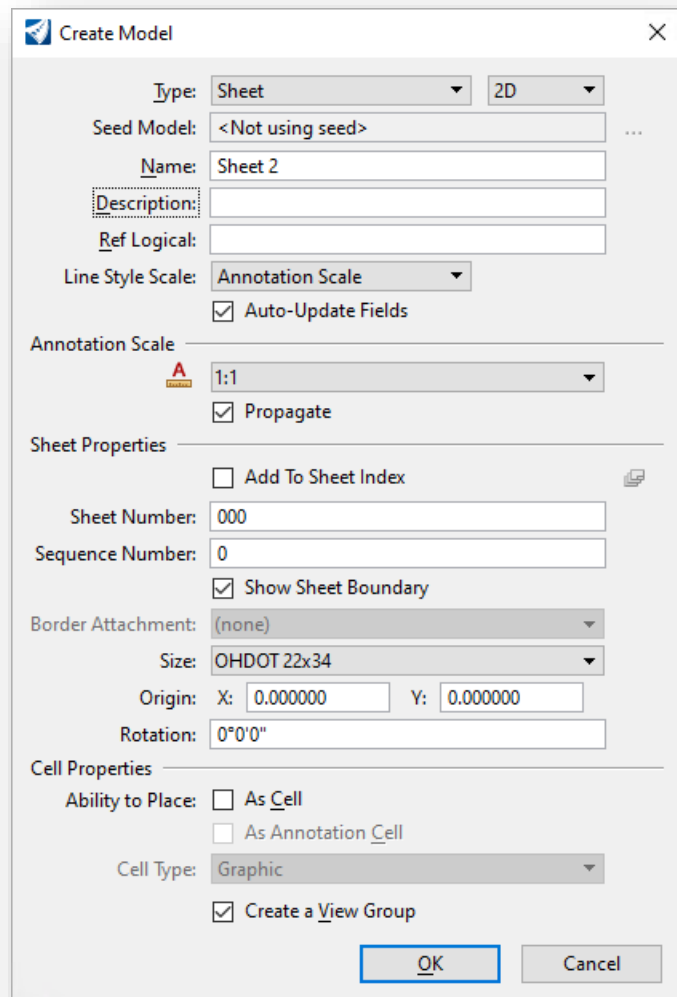 Create Model
Type: Sheet 2D
Seed Model: <Not using seed> ...
Name: Sheet 2
Description:
Ref Logical:
Line Style Scale: Annotation Scale
Auto-Update Fields
Annotation Scale
A 1:1
Propagate
Sheet Properties
Add To Sheet Index
Sheet Number: 000
Sequence Number: 0
Show Sheet Boundary
Border Attachment: (none)
Size: OHDOT 22x34
Origin: X: 0.000000 Y: 0.000000
Rotation: 0°0'0"
Cell Properties
Ability to Place: As Cell
As Annotation Cell
Cell Type: Graphic
Create a View Group
OK Cancel